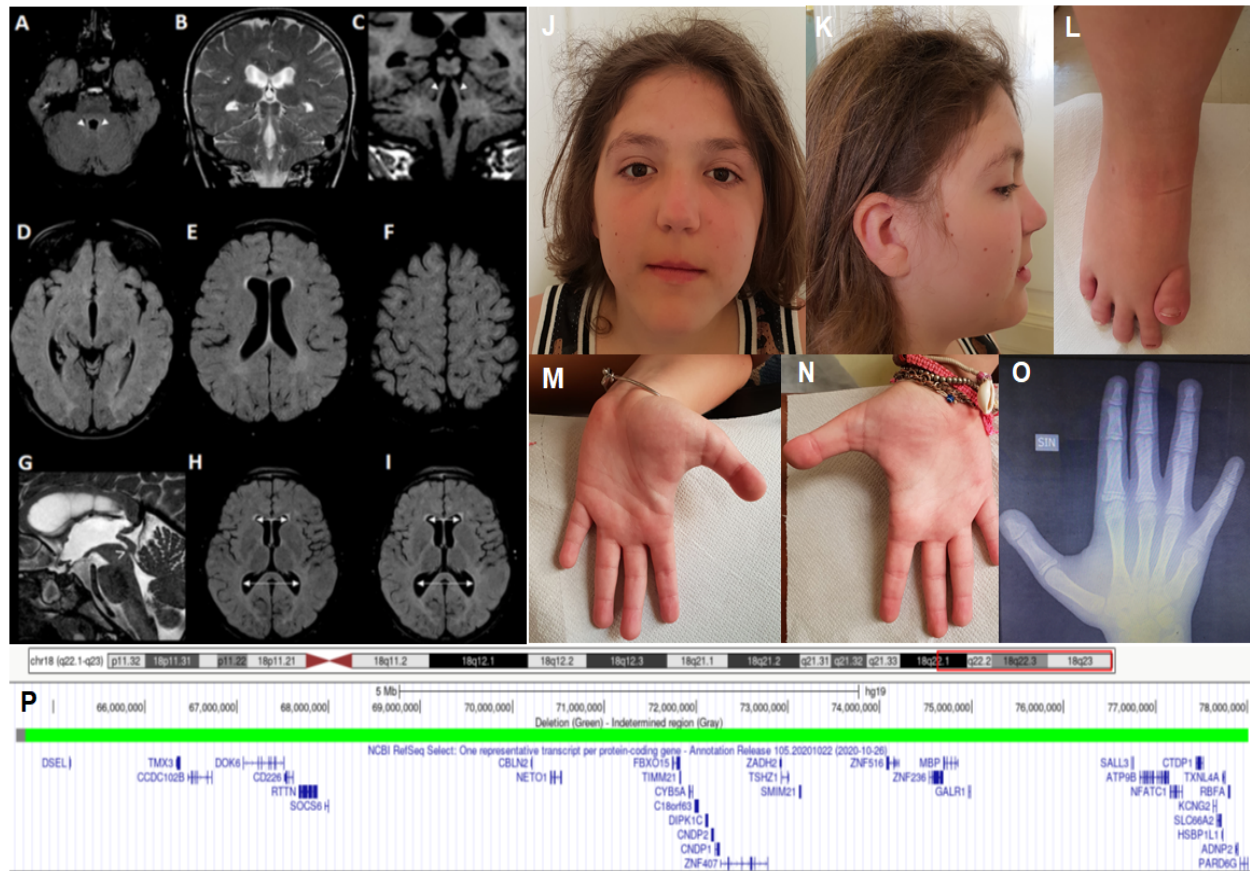 A
B
C
D
E
F
G
H
I
J
K
L
M
N
O
SIN
chr18 (q22.1-q23)
p11.32
18p11.31
p11.22
18p11.21
18q11.2
18q12.1
18q12.2
18q12.3
18q21.1
18q21.2
q21.31
q21.32
q21.33
18q22.1
q22.2
18q22.3
18q23
P
5 Mb
hg19
66,000,000
67,000,000
68,000,000
69,000,000
70,000,000
71,000,000
72,000,000
73,000,000
74,000,000
75,000,000
76,000,000
77,000,000
78,000,000
Deletion (Green) - Indetermined region (Gray)
NCBI RefSeq Select: One representative transcript per protein-coding gene - Annotation Release 105.20201022 (2020-10-26)
DSEL
TMX3
DOK6
CBLN2
FBXO15
ZADH2
ZNF516
MBP
SALL3
CTDP1
CCDC102B
CD226
NETO1
TIMM21
TSHZ1
ZNF236
ATP9B
TXNL4A
RTTN
CYB5A
SMIM21
GALR1
NFATC1
RBFA
SOCS6
C18orf63
KCNG2
DIPK1C
SLC66A2
CNDP2
HSBP1L1
CNDP1
ADNP2
ZNF407
PARD6G